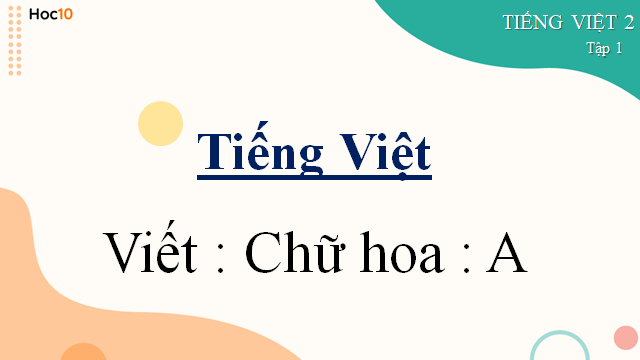 Hoc10
TIẾNG VIỆT 2
Tập 1
Tiếng Việt
Viết : Chữ hoa : A